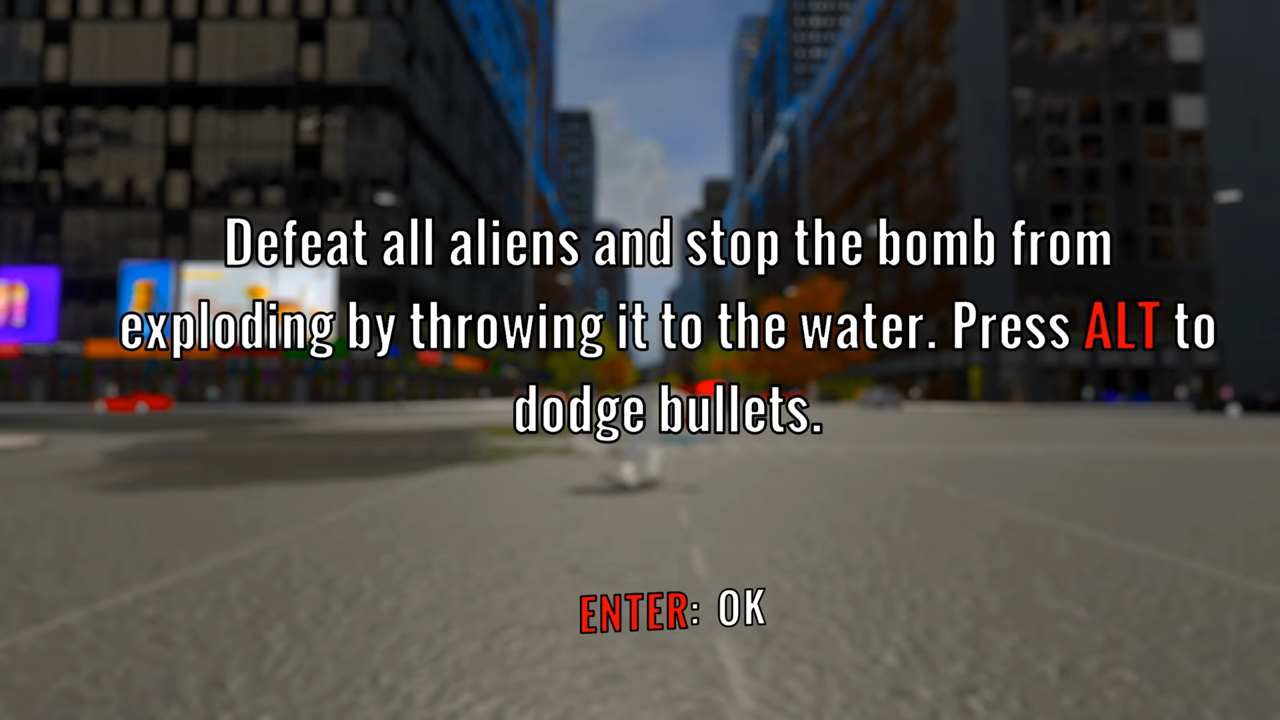 Defeat all aliens and stop the bomb from
exploding by throwing it to the water. Press ALT to
dodge bullets.
ENTER: OK